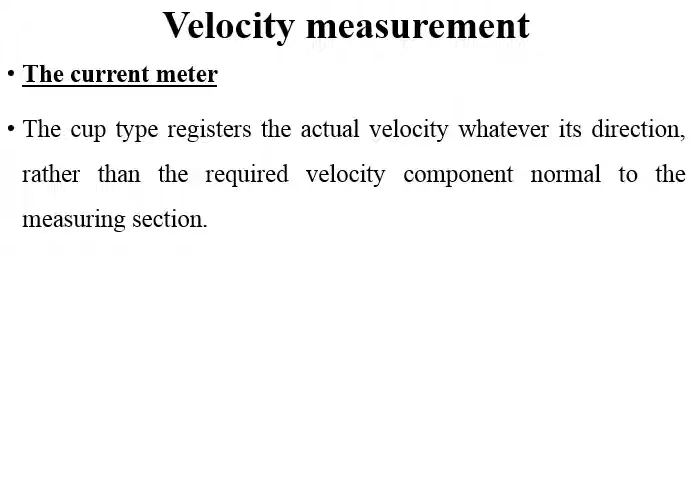 Velocity measurement
• The current meter
• The cup type registers the actual velocity whatever its direction,
rather than the required velocity component normal to the
measuring section.